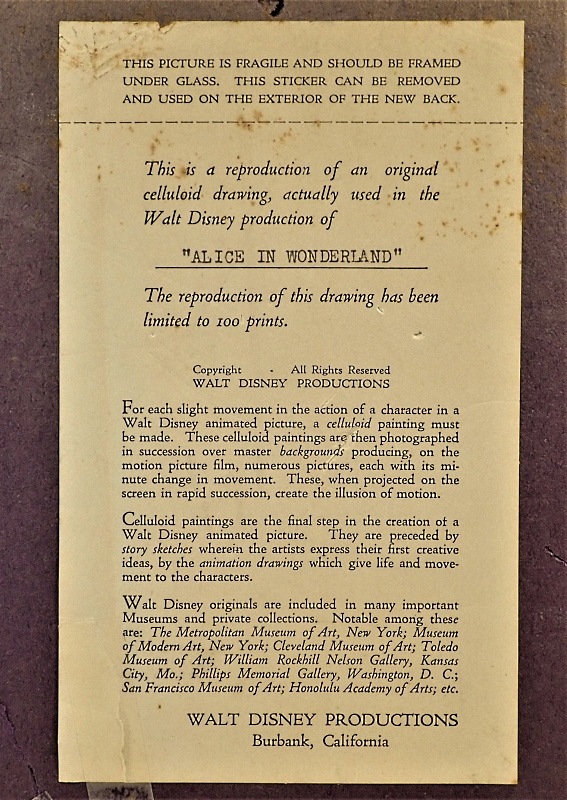 THIS PICTURE IS FRAGILE AND SHOULD BE FRAMED
UNDER GLASS. THIS STICKER CAN BE REMOVED
AND USED ON THE EXTERIOR OF THE NEW BACK.
This is a reproduction of an original
celluloid drawing, actually used in the
Walt Disney production of
"ALICE IN WONDERLAND"
The reproduction of this drawing has been
limited to 100 prints.
Copyright - All Rights Reserved
WALT DISNEY PRODUCTIONS
For each slight movement in the action of a character in a
Walt Disney animated picture, a celluloid painting must
be made. These celluloid paintings are then photographed
in succession over master backgrounds producing, on the
motion picture film, numerous pictures, each with its mi-
nute change in movement. These, when projected on the
screen in rapid succession, create the illusion of motion.
Celluloid paintings are the final step in the creation of a
Walt Disney animated picture. They are preceded by
story sketches wherein the artists express their first creative
ideas, by the animation drawings which give life and move-
ment to the characters.
Walt Disney originals are included in many important
Museums and private collections. Notable among these
are: The Metropolitan Museum of Art, New York; Museum
of Modern Art, New York; Cleveland Museum of Art; Toledo
Museum of Art; William Rockhill Nelson Gallery, Kansas
City, Mo.; Phillips Memorial Gallery, Washington, D. C.;
San Francisco Museum of Art; Honolulu Academy of Arts; etc.
WALT DISNEY PRODUCTIONS
Burbank, California